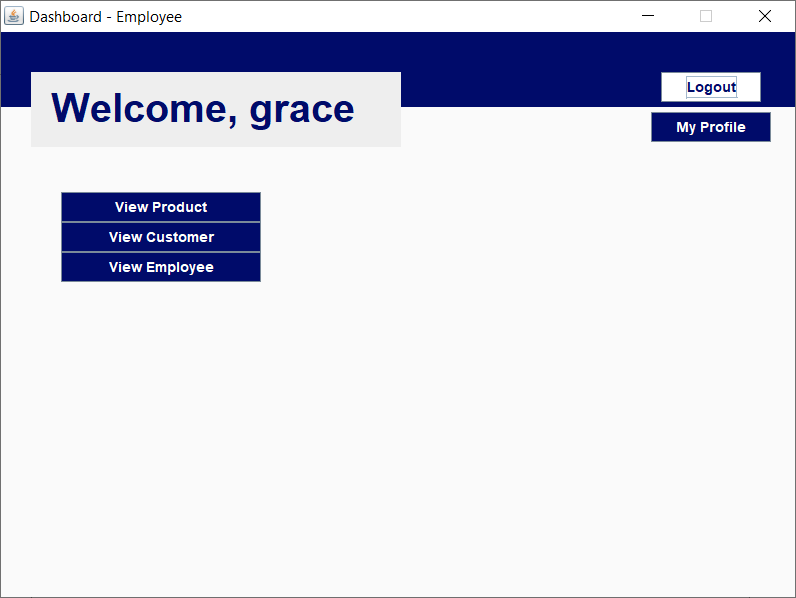 Dashboard - Employee
Welcome, grace
Logout
My Profile
View Product
View Customer
View Employee